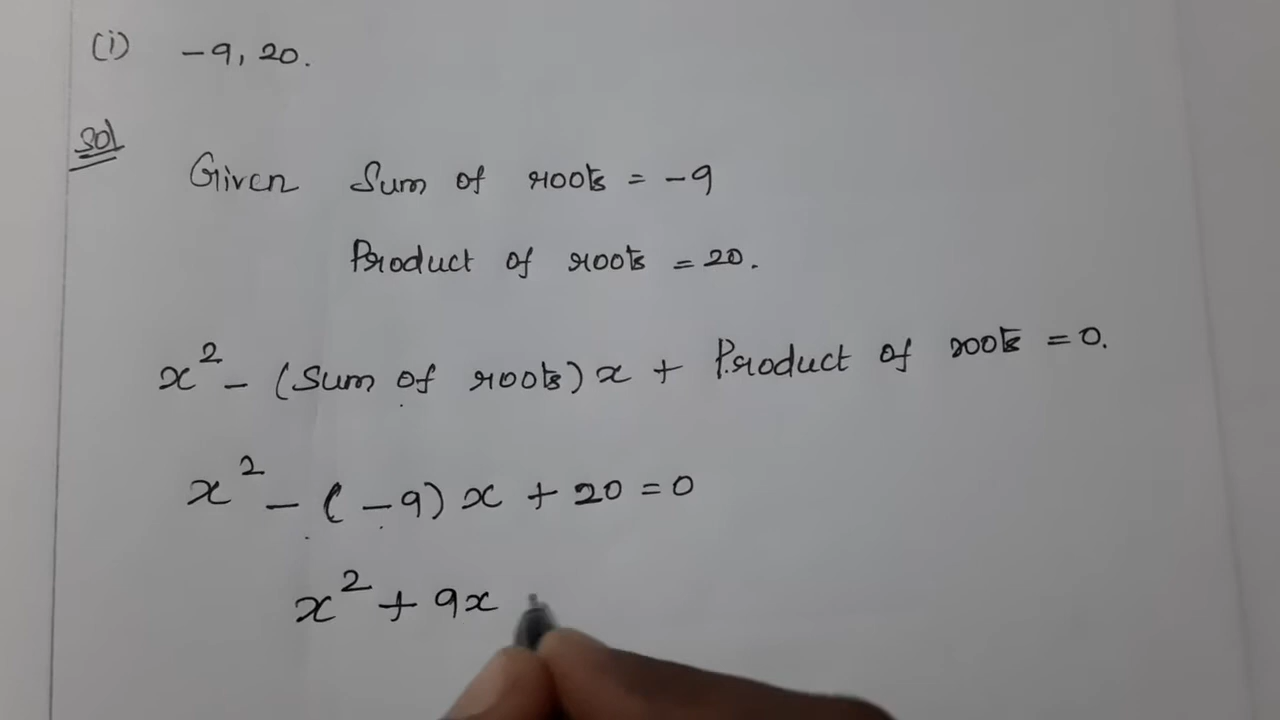 (i) -9, 20.
Sol
Given Sum of roots = -9
Product of roots = 20.
x² - (Sum of roots) x + Product of roots = 0.
x² - (-9) x + 20 = 0
x² + 9x